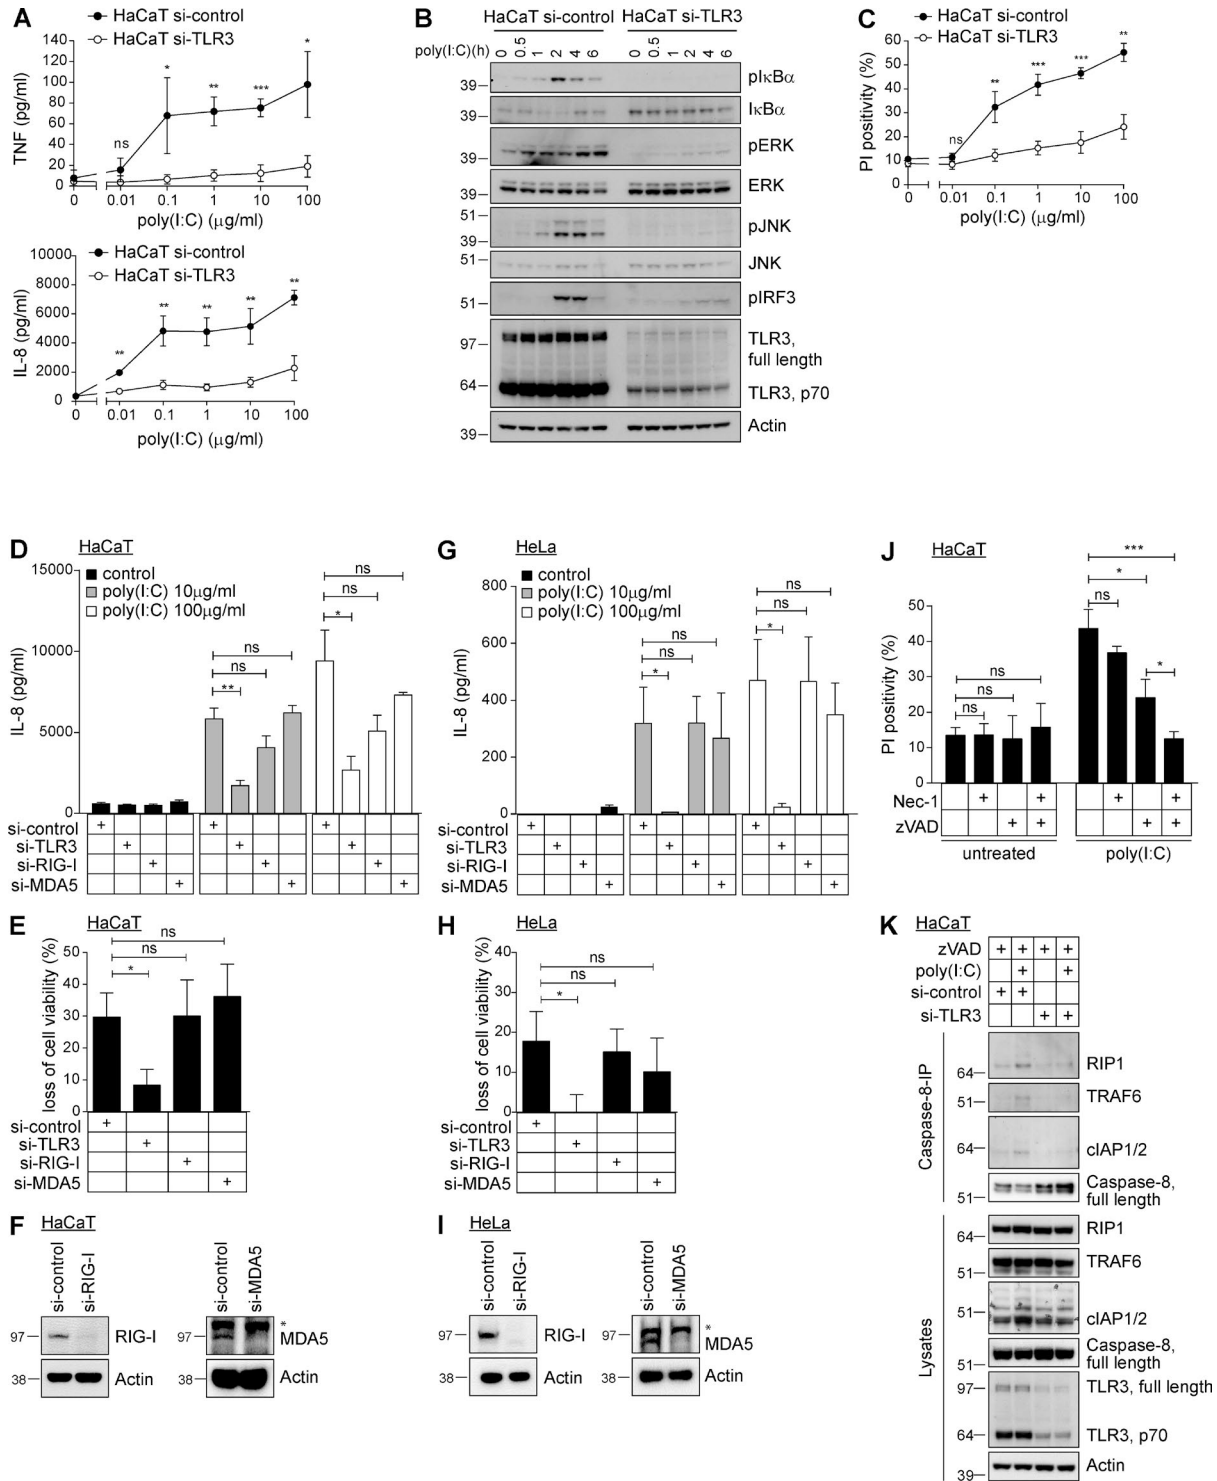 A
HaCaT si-control
HaCaT si-TLR3
TNF (pg/ml)
140
120
100
80
60
40
20
0
ns
*
**
***
*
0 0.01 0.1 1 10 100
poly(I:C) (μg/ml)
HaCaT si-control
HaCaT si-TLR3
IL-8 (pg/ml)
10000
8000
6000
4000
2000
0
**
**
**
**
**
0 0.01 0.1 1 10 100
poly(I:C) (μg/ml)
B
HaCaT si-control HaCaT si-TLR3
poly(I:C)(h) 0 0.5 1 2 4 6 0 0.5 1 2 4 6
39 pIκBα
39 IκBα
39 pERK
39 ERK
51
39 pJNK
51 JNK
51 pIRF3
97 TLR3,
full length
64 TLR3, p70
39 Actin
C
HaCaT si-control
HaCaT si-TLR3
PI positivity (%)
60
50
40
30
20
10
0
ns
**
***
***
**
0 0.01 0.1 1 10 100
poly(I:C) (μg/ml)
D HaCaT
control
poly(I:C) 10μg/ml
poly(I:C) 100μg/ml
IL-8 (pg/ml)
15000
10000
5000
0
ns
ns
**
ns
ns
*
si-control + + +
si-TLR3 + + +
si-RIG-I + + +
si-MDA5 + + +
G HeLa
control
poly(I:C) 10μg/ml
poly(I:C) 100μg/ml
IL-8 (pg/ml)
800
600
400
200
0
ns
ns
*
ns
ns
*
si-control + + +
si-TLR3 + + +
si-RIG-I + + +
si-MDA5 + + +
J HaCaT
PI positivity (%)
50
40
30
20
10
0
ns
ns
ns
***
*
ns
*
Nec-1 + + + +
zVAD + + + +
untreated poly(I:C)
E HaCaT
loss of cell viability (%)
50
40
30
20
10
0
ns
ns
*
si-control +
si-TLR3 +
si-RIG-I +
si-MDA5 +
H HeLa
loss of cell viability (%)
40
30
20
10
0
ns
ns
*
si-control +
si-TLR3 +
si-RIG-I +
si-MDA5 +
F HaCaT
si-control si-RIG-I
97 RIG-I
38 Actin
si-control si-MDA5
*
97 MDA5
38 Actin
I HeLa
si-control si-RIG-I
97 RIG-I
38 Actin
si-control si-MDA5
*
97 MDA5
38 Actin
K HaCaT
zVAD + + + +
poly(I:C) + +
si-control + +
si-TLR3 + +
Caspase-8-IP
64 RIP1
51 TRAF6
64 cIAP1/2
51 Caspase-8,
full length
Lysates
64 RIP1
51 TRAF6
51 cIAP1/2
51 Caspase-8,
full length
97 TLR3, full length
64 TLR3, p70
39 Actin